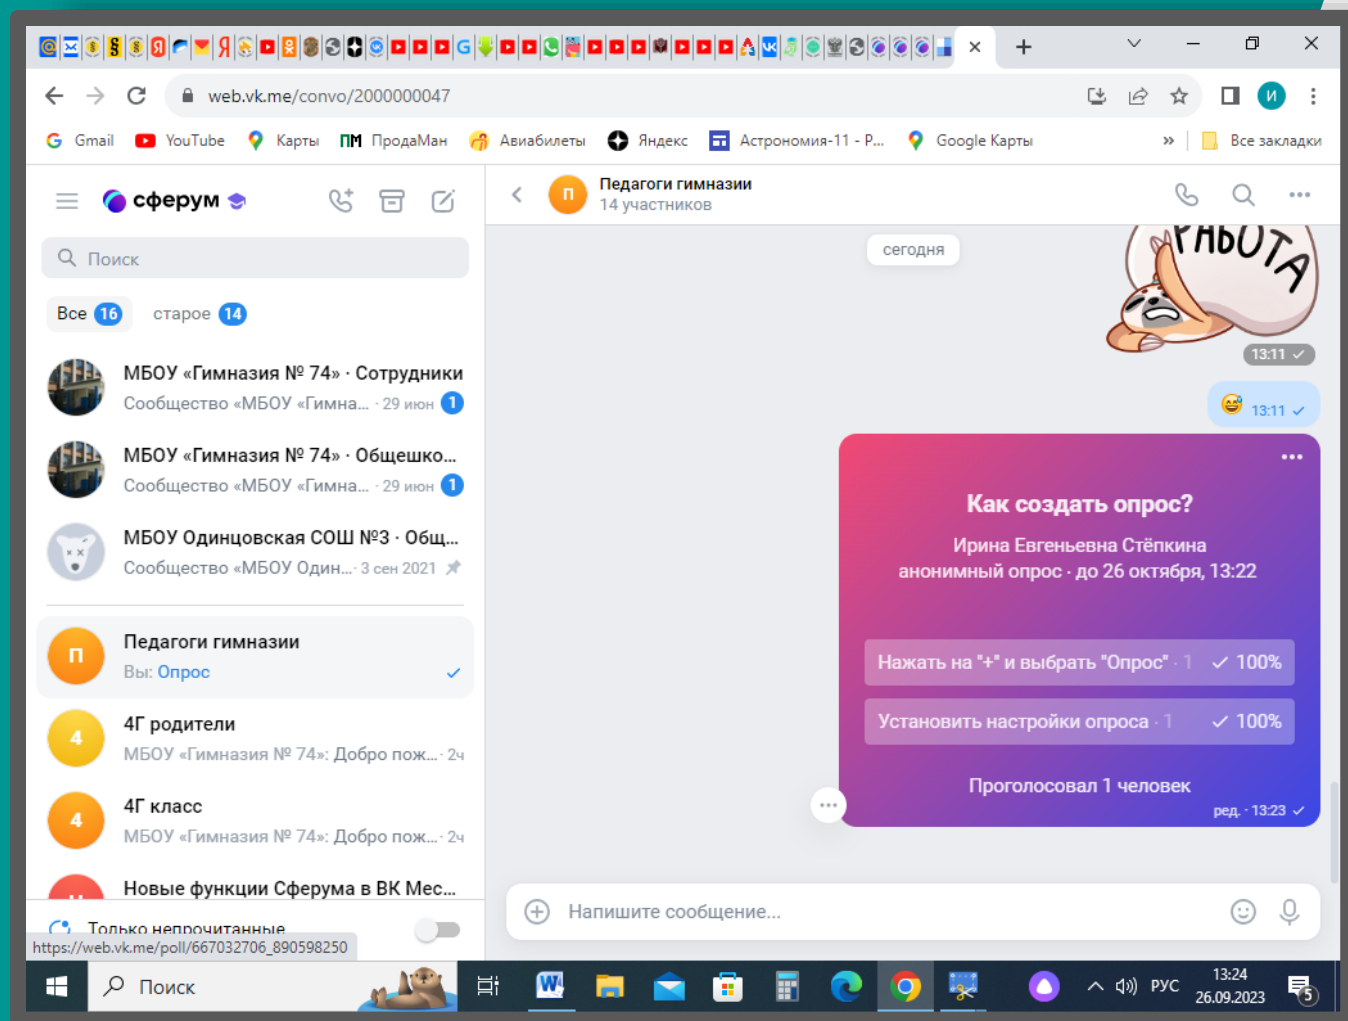 web.vk.me/convo/2000000047
И
Gmail
YouTube
Карты
ПМ ПродаМан
Авиабилеты
Яндекс
Астрономия-11 - Р...
Google Карты
»
Все закладки
сферум
Поиск
Все 16
старое 14
МБОУ «Гимназия № 74» · Сотрудники
Сообщество «МБОУ «Гимна... · 29 июн 1
МБОУ «Гимназия № 74» · Общешко...
Сообщество «МБОУ «Гимна... · 29 июн 1
МБОУ Одинцовская СОШ №3 · Общ...
Сообщество «МБОУ Один... · 3 сен 2021
П
Педагоги гимназии
Вы: Опрос
4
4Г родители
МБОУ «Гимназия № 74»: Добро пож... · 2ч
4
4Г класс
МБОУ «Гимназия № 74»: Добро пож... · 2ч
Новые функции Сферума в ВК Мес...
Только непрочитанные
https://web.vk.me/poll/667032706_890598250
П
Педагоги гимназии
14 участников
сегодня
РАБОТА
13:11
13:11
Как создать опрос?
Ирина Евгеньевна Стёпкина
анонимный опрос · до 26 октября, 13:22
Нажать на "+" и выбрать "Опрос" · 1 ✓ 100%
Установить настройки опроса · 1 ✓ 100%
Проголосовал 1 человек
ред. · 13:23
Напишите сообщение...
Поиск
РУС
13:24
26.09.2023
5